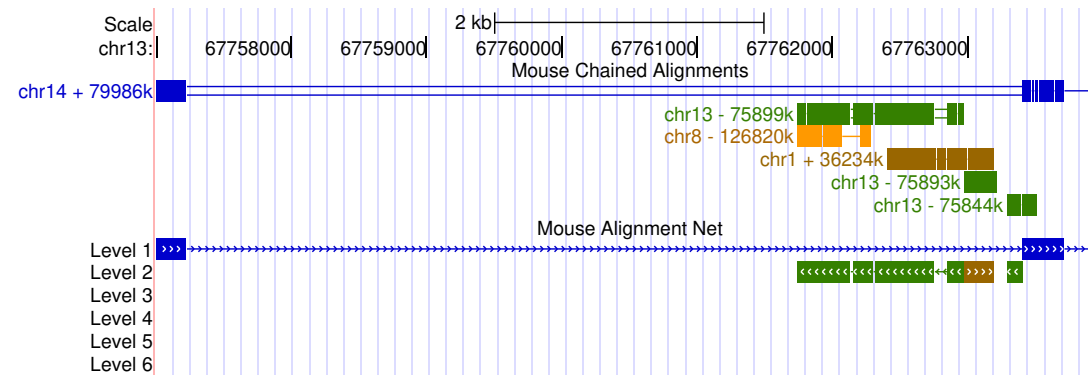 Scale 2 kb
chr13: 67758000 67759000 67760000 67761000 67762000 67763000
Mouse Chained Alignments
chr14 + 79986k
chr13 - 75899k
chr8 - 126820k
chr1 + 36234k
chr13 - 75893k
chr13 - 75844k
Mouse Alignment Net
Level 1
Level 2
Level 3
Level 4
Level 5
Level 6